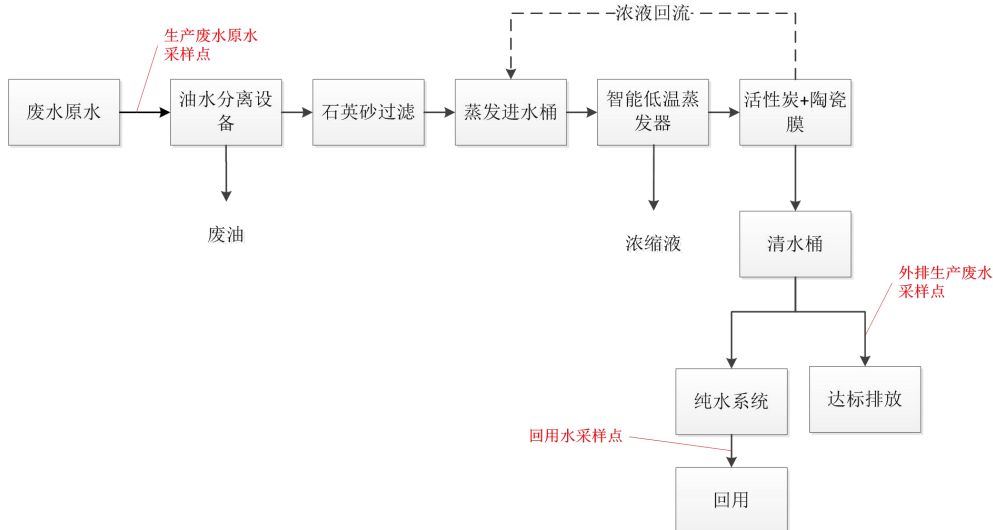 浓液回流
生产废水原水
采样点
废水原水
油水分离设
备
石英砂过滤
蒸发进水桶
智能低温蒸
发器
活性炭+陶瓷
膜
废油
浓缩液
清水桶
外排生产废水
采样点
纯水系统
达标排放
回用水采样点
回用